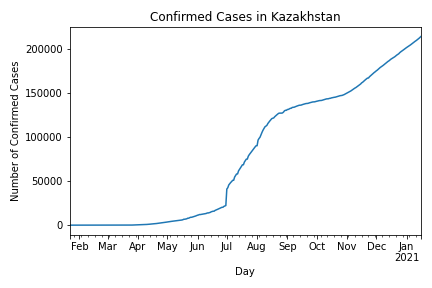 Confirmed Cases in Kazakhstan
Number of Confirmed Cases
200000
150000
100000
50000
0
Feb Mar Apr May Jun Jul Aug Sep Oct Nov Dec Jan
2021
Day